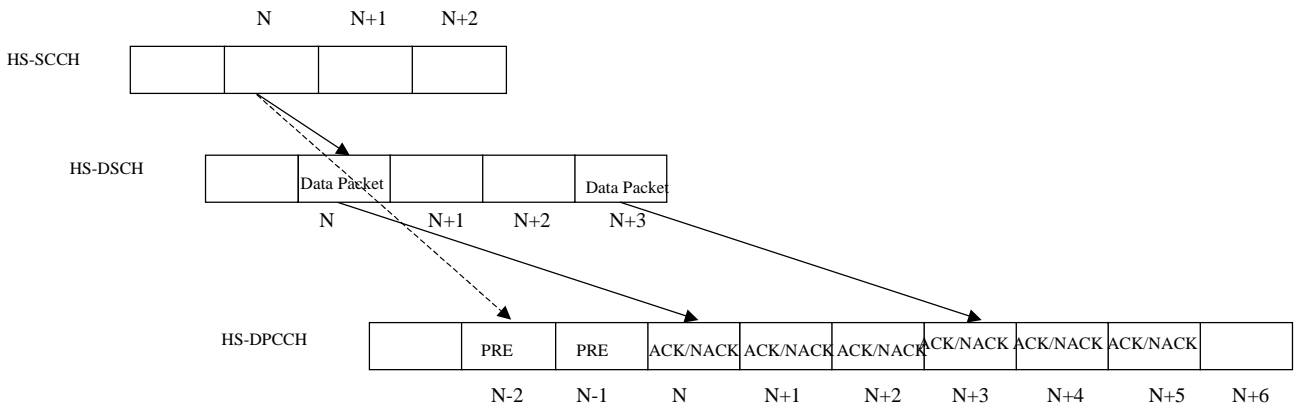 N N+1 N+2
HS-SCCH
HS-DSCH
Data Packet Data Packet
N N+1 N+2 N+3
HS-DPCCH
PRE PRE ACK/NACK ACK/NACK ACK/NACK ACK/NACK ACK/NACK ACK/NACK
N-2 N-1 N N+1 N+2 N+3 N+4 N+5 N+6